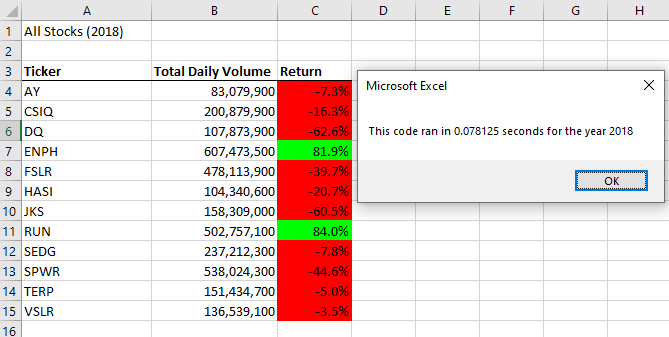 A B C D E F G H
1 All Stocks (2018)
2
3 Ticker Total Daily Volume Return
Microsoft Excel
4 AY 83,079,900 -7.3%
5 CSIQ 200,879,900 -16.3%
6 DQ 107,873,900 -62.6%
This code ran in 0.078125 seconds for the year 2018
7 ENPH 607,473,500 81.9%
8 FSLR 478,113,900 -39.7%
OK
9 HASI 104,340,600 -20.7%
10 JKS 158,309,000 -60.5%
11 RUN 502,757,100 84.0%
12 SEDG 237,212,300 -7.8%
13 SPWR 538,024,300 -44.6%
14 TERP 151,434,700 -5.0%
15 VSLR 136,539,100 -3.5%
16